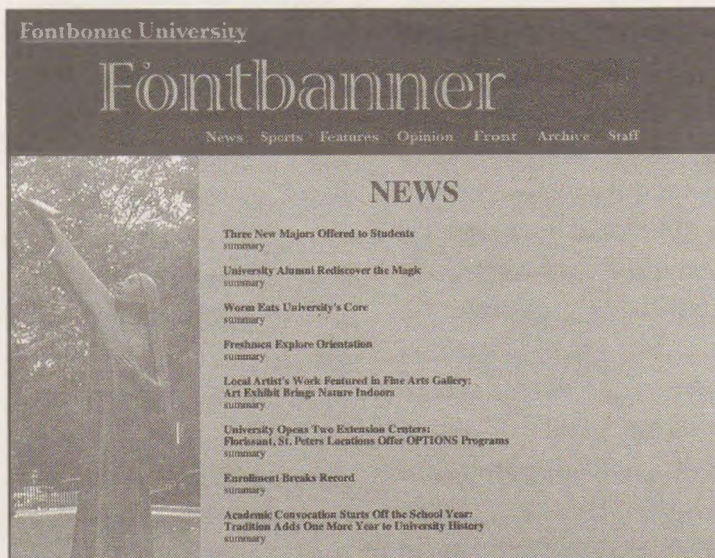 Fontbonne University
Fontbanner
News Sports Features Opinion Front Archive Staff
NEWS
Three New Majors Offered to Students
summary
University Alumni Rediscover the Magic
summary
Worm Eats University's Core
summary
Freshmen Explore Orientation
summary
Local Artist's Work Featured in Fine Arts Gallery:
Art Exhibit Brings Nature Indoors
summary
University Opens Two Extension Centers:
Florissant, St. Peters Locations Offer OPTIONS Programs
summary
Enrollment Breaks Record
summary
Academic Convocation Starts Off the School Year:
Tradition Adds One More Year to University History
summary